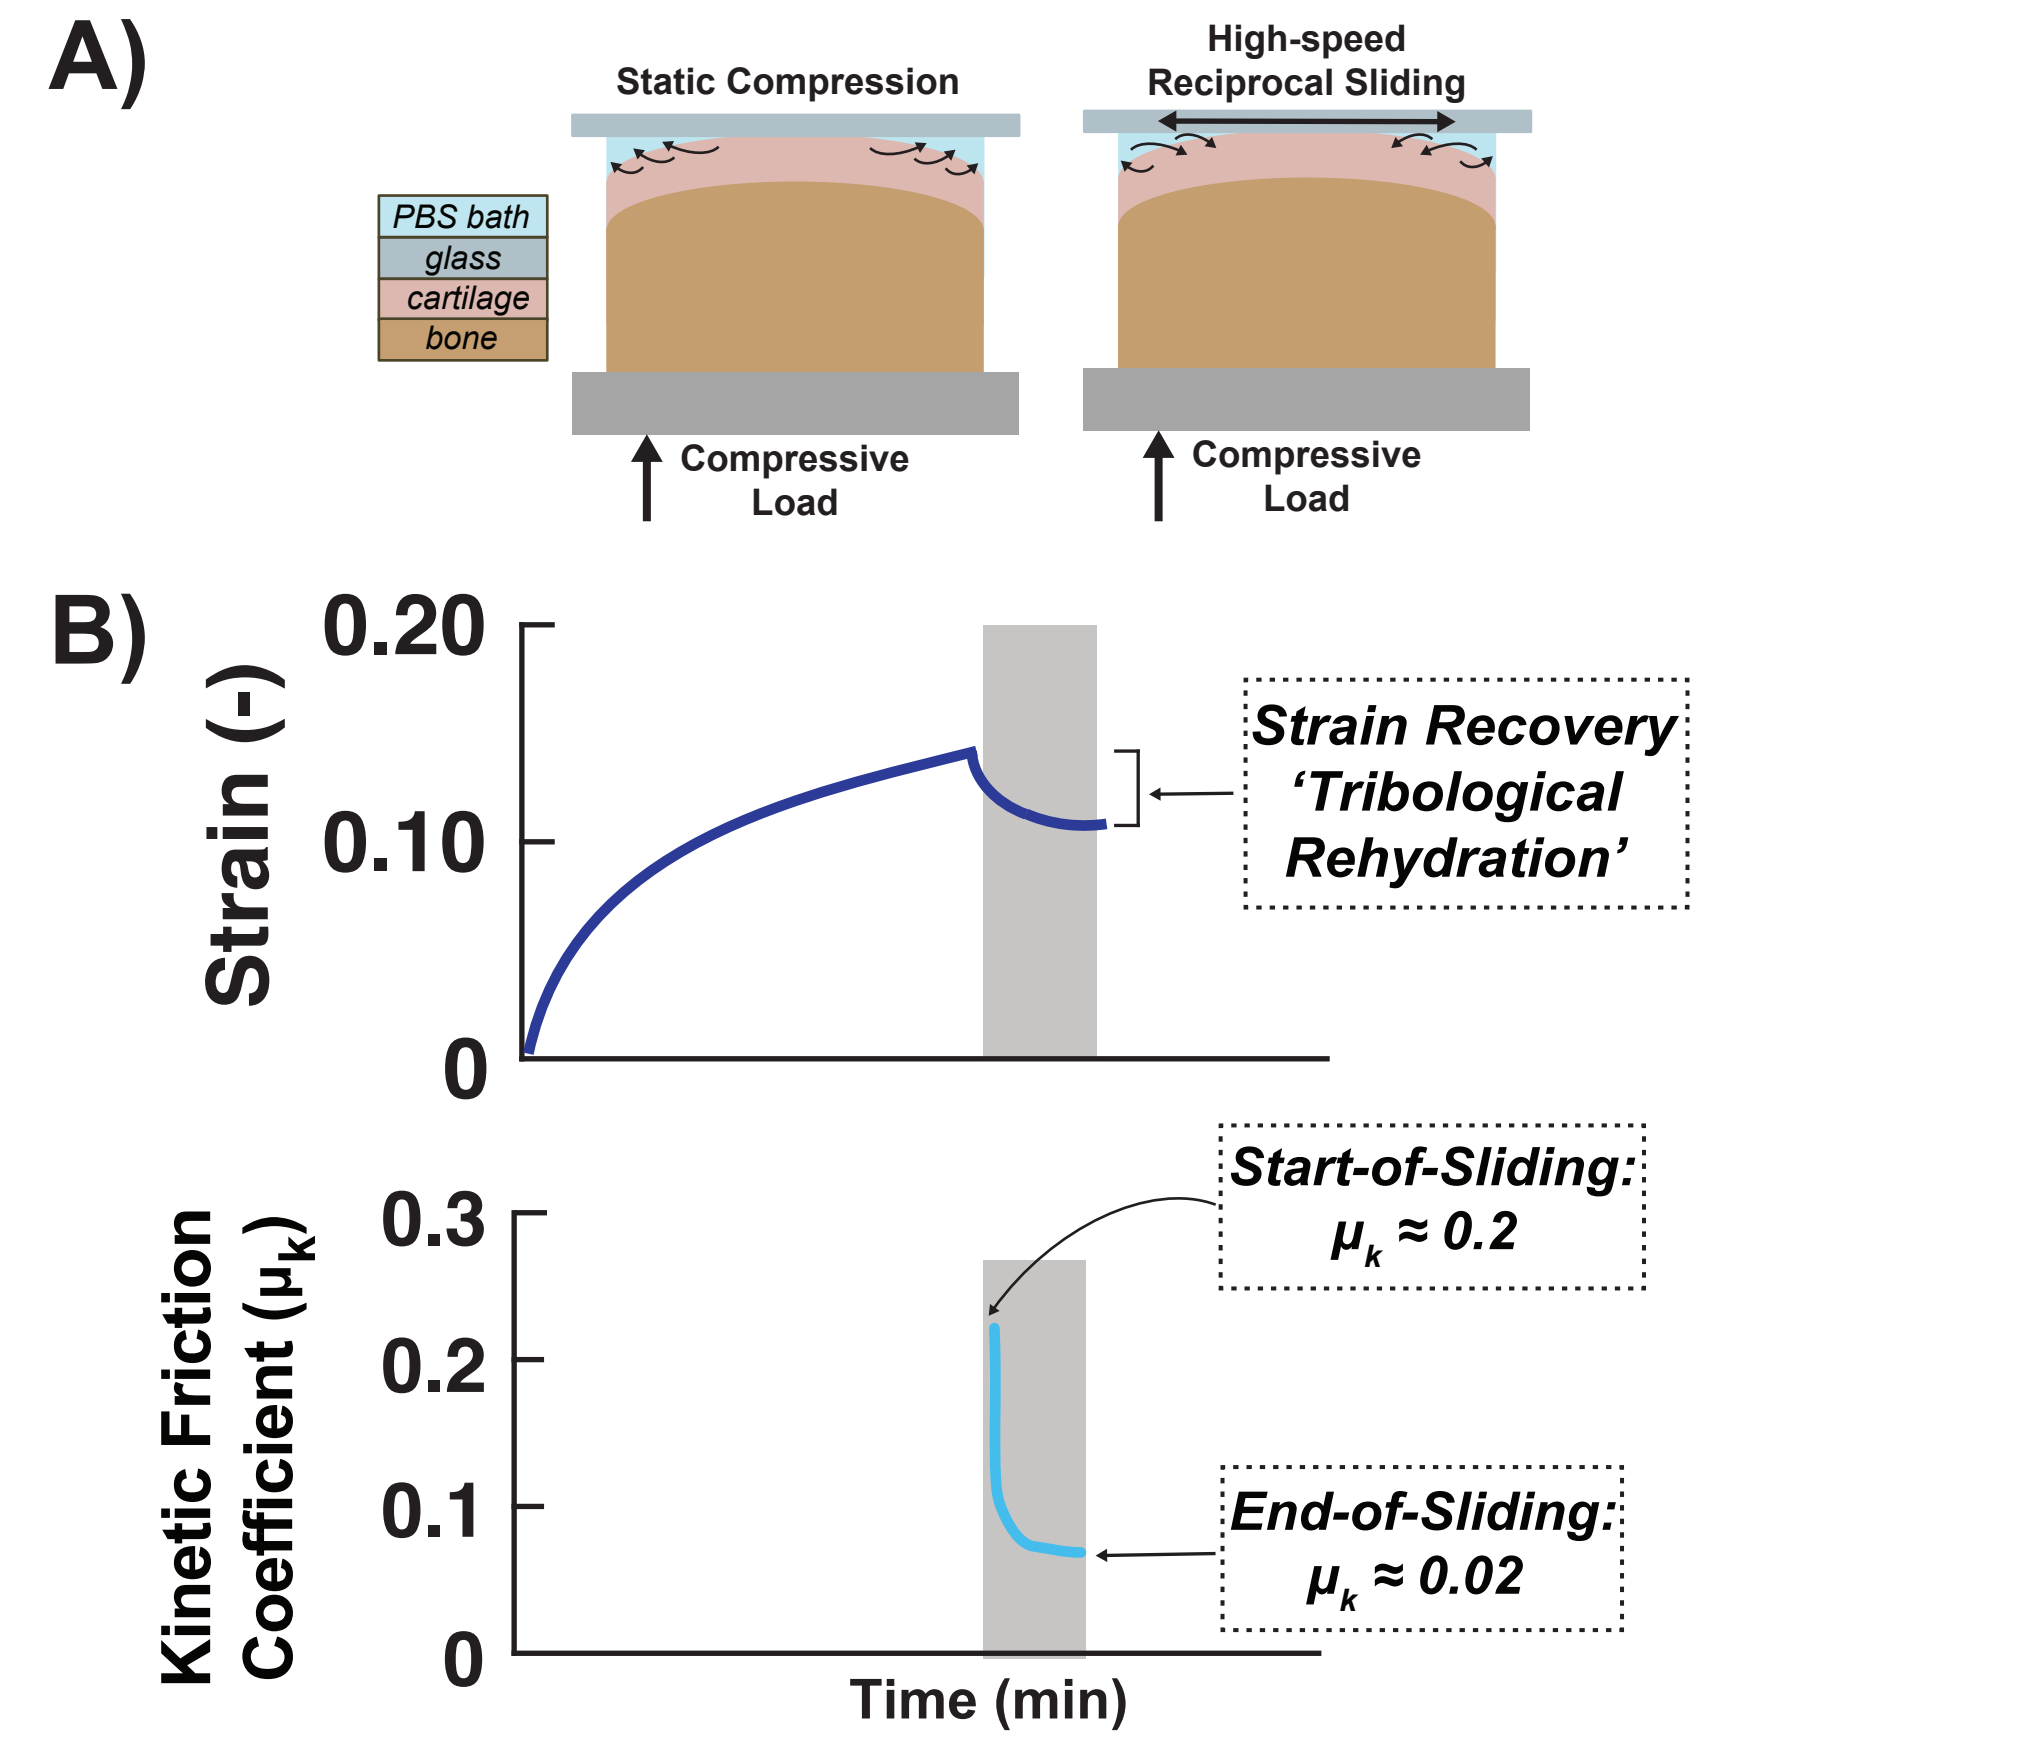 A)
Static Compression
High-speed
Reciprocal Sliding
PBS bath
glass
cartilage
bone
Compressive
Load
Compressive
Load
B)
Strain (-)
0.20
0.10
0
Strain Recovery
‘Tribological
Rehydration’
Kinetic Friction
Coefficient (μk)
0.3
0.2
0.1
0
Start-of-Sliding:
μk ≈ 0.2
End-of-Sliding:
μk ≈ 0.02
Time (min)